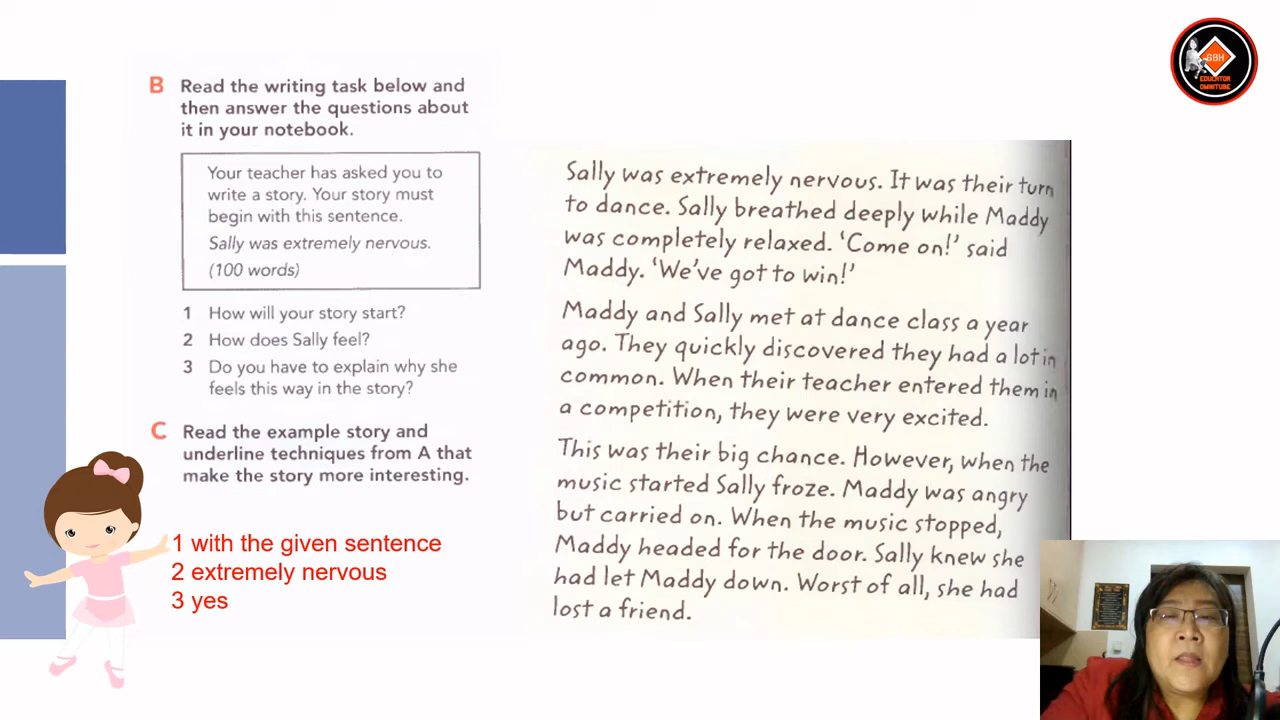 B Read the writing task below and
then answer the questions about
it in your notebook.
Your teacher has asked you to
write a story. Your story must
begin with this sentence.
Sally was extremely nervous.
(100 words)
1 How will your story start?
2 How does Sally feel?
3 Do you have to explain why she
feels this way in the story?
C Read the example story and
underline techniques from A that
make the story more interesting.
1 with the given sentence
2 extremely nervous
3 yes
Sally was extremely nervous. It was their turn
to dance. Sally breathed deeply while Maddy
was completely relaxed. ‘Come on!’ said
Maddy. ‘We’ve got to win!’
Maddy and Sally met at dance class a year
ago. They quickly discovered they had a lot in
common. When their teacher entered them in
a competition, they were very excited.
This was their big chance. However, when the
music started Sally froze. Maddy was angry
but carried on. When the music stopped,
Maddy headed for the door. Sally knew she
had let Maddy down. Worst of all, she had
lost a friend.
GBH
EDUCATOR
OMNITUBE